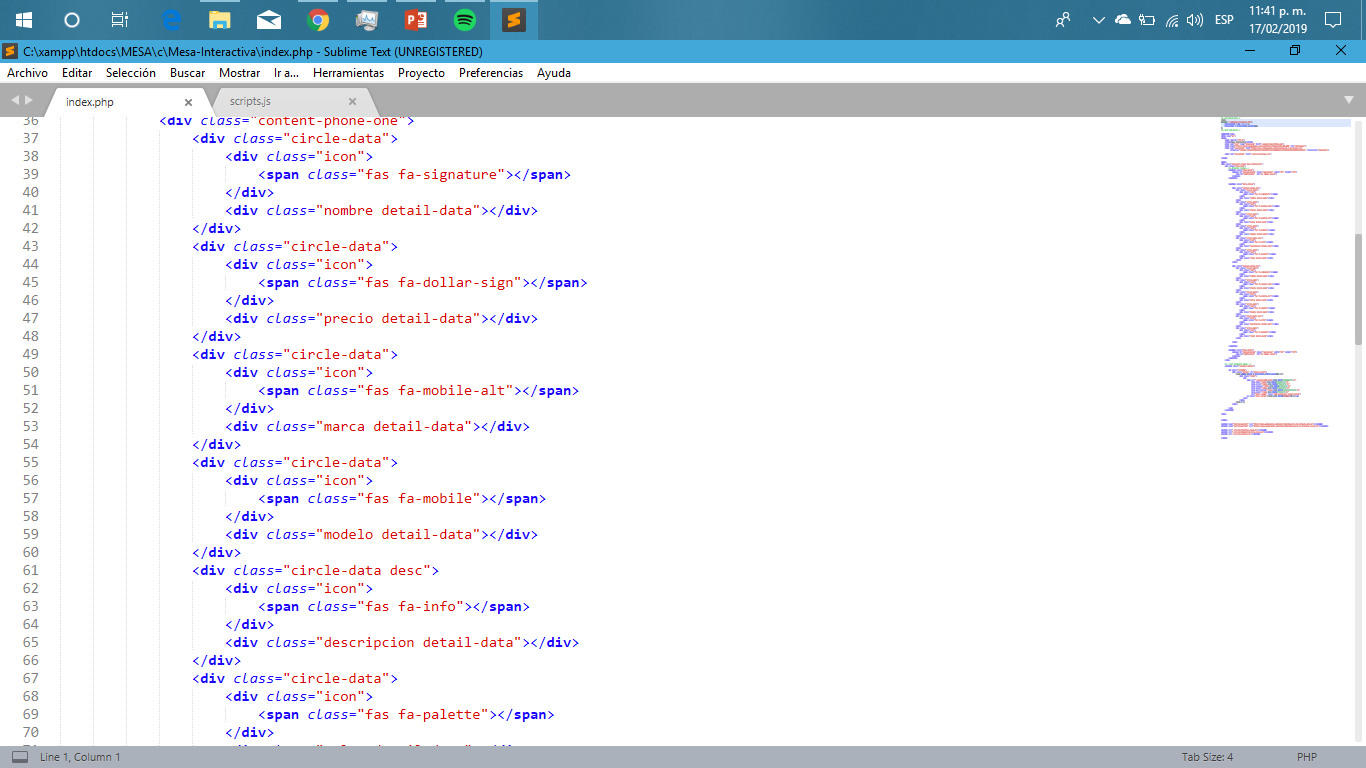 11:41 p. m.
ESP
17/02/2019
C:\xampp\htdocs\MESA\c\Mesa-Interactiva\index.php - Sublime Text (UNREGISTERED)
Archivo Editar Selección Buscar Mostrar Ir a... Herramientas Proyecto Preferencias Ayuda
index.php scripts.js
36 <div class="content-phone-one">
37 <div class="circle-data">
38 <div class="icon">
39 <span class="fas fa-signature"></span>
40 </div>
41 <div class="nombre detail-data"></div>
42 </div>
43 <div class="circle-data">
44 <div class="icon">
45 <span class="fas fa-dollar-sign"></span>
46 </div>
47 <div class="precio detail-data"></div>
48 </div>
49 <div class="circle-data">
50 <div class="icon">
51 <span class="fas fa-mobile-alt"></span>
52 </div>
53 <div class="marca detail-data"></div>
54 </div>
55 <div class="circle-data">
56 <div class="icon">
57 <span class="fas fa-mobile"></span>
58 </div>
59 <div class="modelo detail-data"></div>
60 </div>
61 <div class="circle-data desc">
62 <div class="icon">
63 <span class="fas fa-info"></span>
64 </div>
65 <div class="descripcion detail-data"></div>
66 </div>
67 <div class="circle-data">
68 <div class="icon">
69 <span class="fas fa-palette"></span>
70 </div>
Line 1, Column 1 Tab Size: 4 PHP